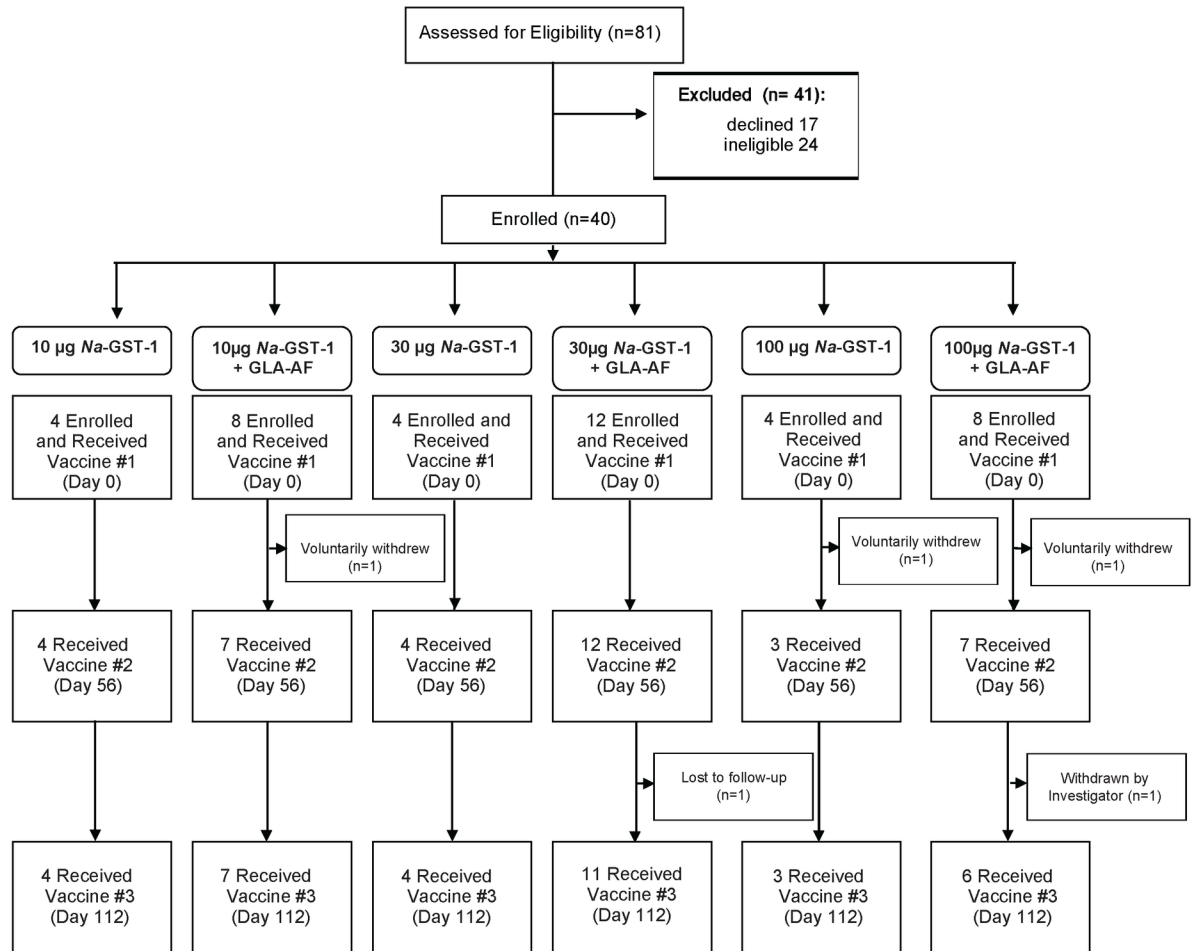 Assessed for Eligibility (n=81)
Excluded (n= 41):
declined 17
ineligible 24
Enrolled (n=40)
10 µg Na-GST-1
10µg Na-GST-1
+ GLA-AF
30 µg Na-GST-1
30µg Na-GST-1
+ GLA-AF
100 µg Na-GST-1
100µg Na-GST-1
+ GLA-AF
4 Enrolled
and Received
Vaccine #1
(Day 0)
8 Enrolled
and Received
Vaccine #1
(Day 0)
4 Enrolled and
Received
Vaccine #1
(Day 0)
12 Enrolled
and Received
Vaccine #1
(Day 0)
4 Enrolled and
Received
Vaccine #1
(Day 0)
8 Enrolled
and Received
Vaccine #1
(Day 0)
Voluntarily withdrew
(n=1)
Voluntarily withdrew
(n=1)
Voluntarily withdrew
(n=1)
4 Received
Vaccine #2
(Day 56)
7 Received
Vaccine #2
(Day 56)
4 Received
Vaccine #2
(Day 56)
12 Received
Vaccine #2
(Day 56)
3 Received
Vaccine #2
(Day 56)
7 Received
Vaccine #2
(Day 56)
Lost to follow-up
(n=1)
Withdrawn by
Investigator (n=1)
4 Received
Vaccine #3
(Day 112)
7 Received
Vaccine #3
(Day 112)
4 Received
Vaccine #3
(Day 112)
11 Received
Vaccine #3
(Day 112)
3 Received
Vaccine #3
(Day 112)
6 Received
Vaccine #3
(Day 112)